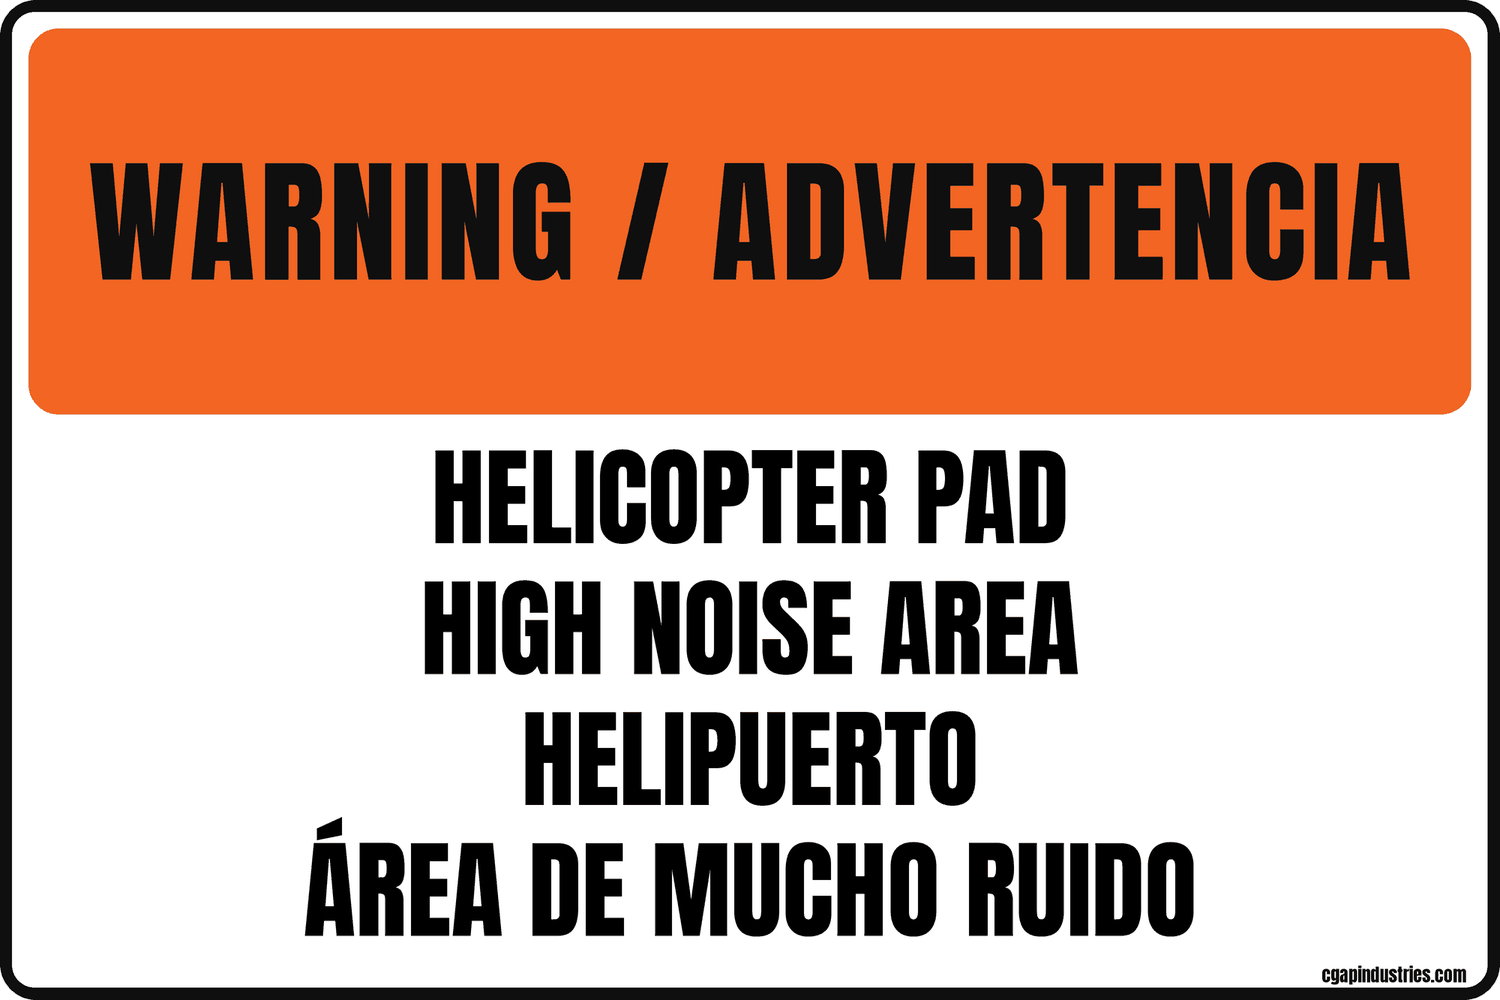 WARNING / ADVERTENCIA
HELICOPTER PAD
HIGH NOISE AREA
HELIPUERTO
ÁREA DE MUCHO RUIDO
cgapindustries.com